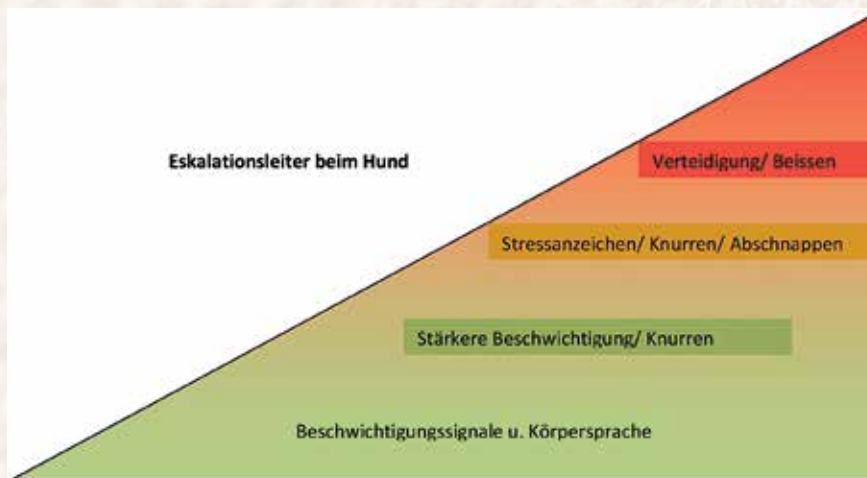 Eskalationsleiter beim Hund
Verteidigung/ Beissen
Stressanzeichen/ Knurren/ Abschnappen
Stärkere Beschwichtigung/ Knurren
Beschwichtigungssignale u. Körpersprache